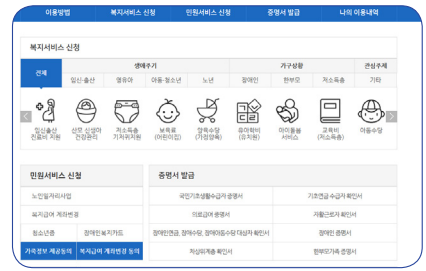 이용방법 복지서비스 신청 민원서비스 신청 증명서 발급 나의 이용내역
복지서비스 신청
전체 생애주기 가구상황 관심주제
임신·출산 영유아 아동·청소년 노년 장애인 한부모 저소득층 기타
임신출산 진료비 지원
산모·신생아 건강관리
저소득층 기저귀지원
보육료 (어린이집)
양육수당 (가정양육)
유아학비 (유치원)
아이돌봄 서비스
교육비 (저소득층)
아동수당
민원서비스 신청
노인일자리사업
복지급여 계좌변경
청소년증 장애인복지카드
가족정보 제공동의 복지급여 계좌변경 동의
증명서 발급
국민기초생활수급자 증명서 기초연금 수급자 확인서
의료급여 증명서 자활근로자 확인서
장애인연금, 장애수당, 장애아동수당 대상자 확인서 장애인 증명서
차상위계층 확인서 한부모가족 증명서